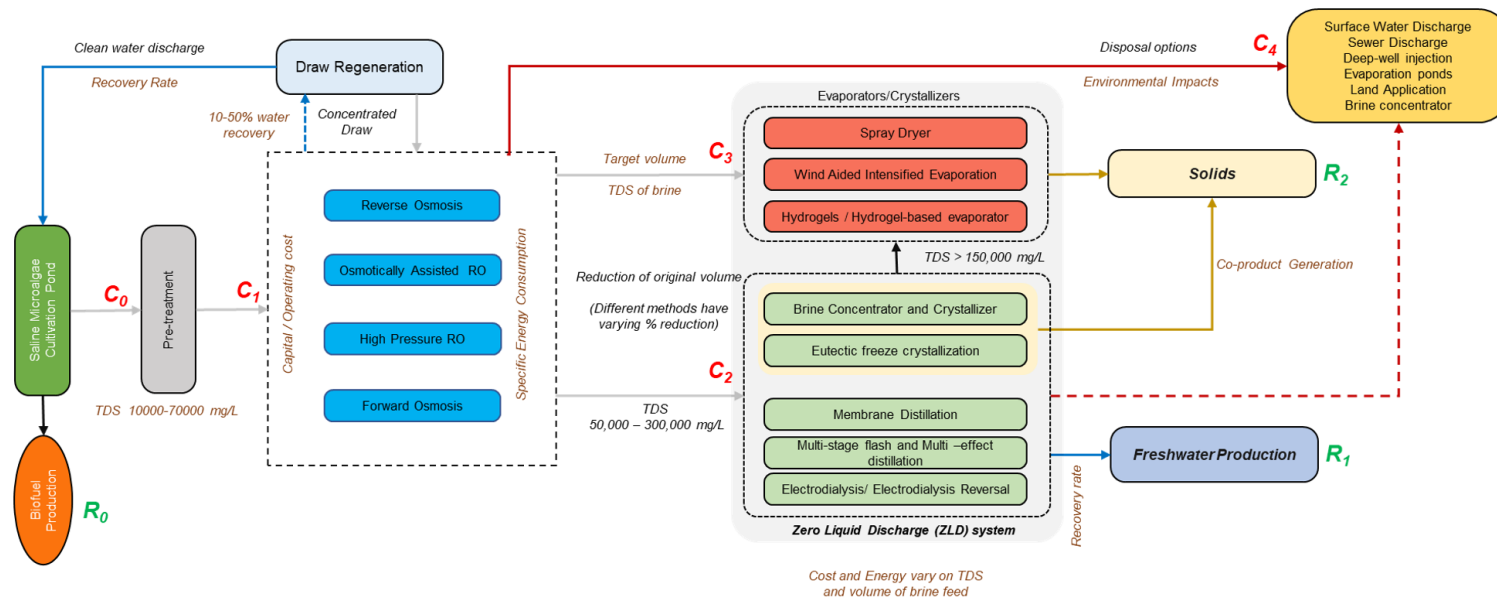 Clean water discharge
Recovery Rate
Draw Regeneration
10-50% water
recovery
Concentrated
Draw
Disposal options
Environmental Impacts
C4
Surface Water Discharge
Sewer Discharge
Deep-well injection
Evaporation ponds
Land Application
Brine concentrator
Saline Microalgae
Cultivation Pond
C0
Pre-treatment
C1
TDS 10000-70000 mg/L
Biofuel
Production
R0
Capital / Operating cost
Reverse Osmosis
Osmotically Assisted RO
High Pressure RO
Forward Osmosis
Specific Energy Consumption
Target volume
TDS of brine
C3
Evaporators/Crystallizers
Spray Dryer
Wind Aided Intensified Evaporation
Hydrogels / Hydrogel-based evaporator
TDS > 150,000 mg/L
Reduction of original volume
(Different methods have
varying % reduction)
C2
TDS
50,000 – 300,000 mg/L
Brine Concentrator and Crystallizer
Eutectic freeze crystallization
Membrane Distillation
Multi-stage flash and Multi –effect
distillation
Electrodialysis/ Electrodialysis Reversal
Zero Liquid Discharge (ZLD) system
Solids
R2
Co-product Generation
Freshwater Production
R1
Recovery rate
Cost and Energy vary on TDS
and volume of brine feed